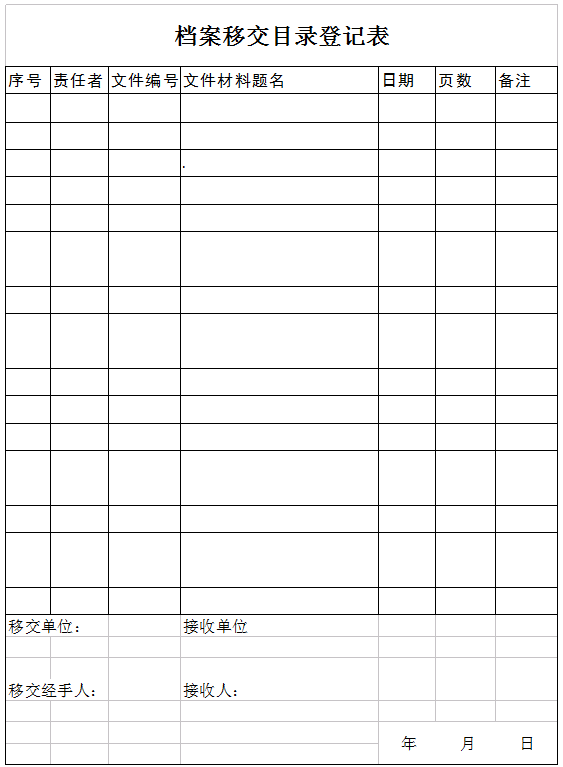 档案移交目录登记表
序号 责任者 文件编号 文件材料题名 日期 页数 备注
.
移交单位： 接收单位
移交经手人： 接收人：
年 月 日